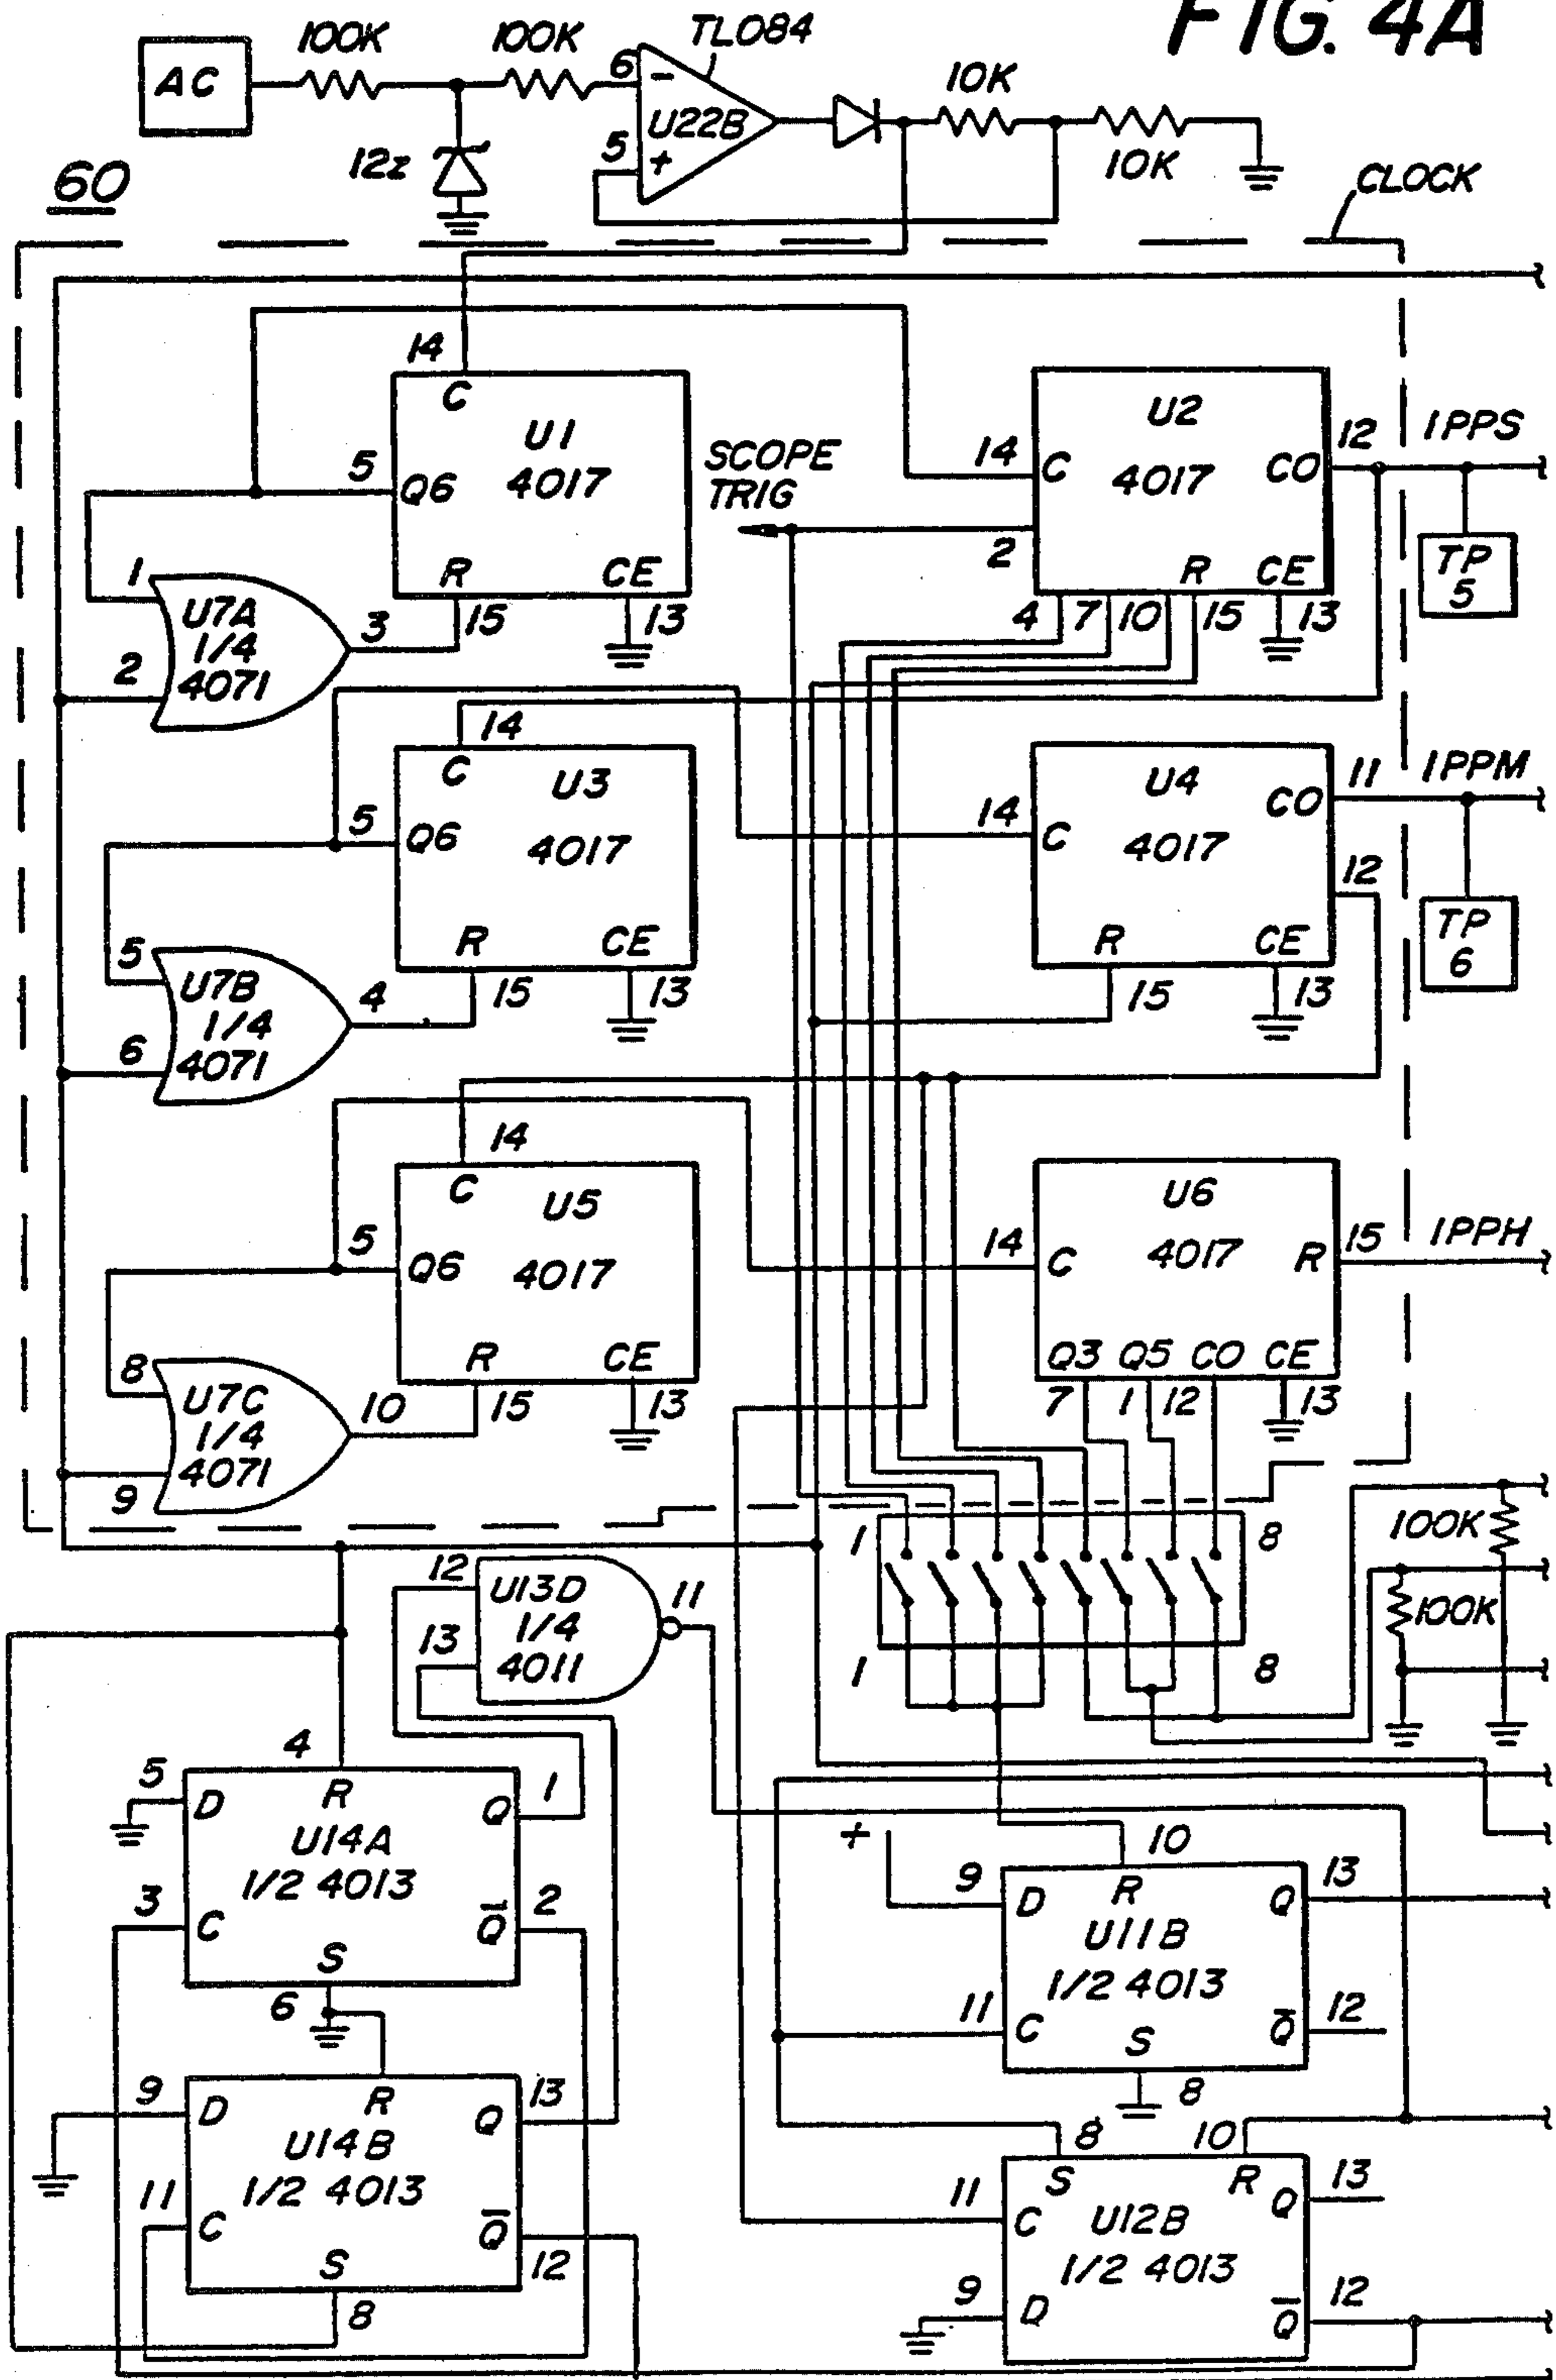 FIG. 4A
AC
100K
100K
TL084
6
-
U22B
5
+
10K
10K
12z
60
CLOCK
14
C
U1
4017
5
Q6
R
CE
15
13
SCOPE
TRIG
U2
4017
14
C
CO
12
1PPS
2
R
CE
4
7
10
15
13
TP
5
1
U7A
1/4
4071
2
3
14
C
U3
4017
5
Q6
R
CE
15
13
U4
4017
14
C
CO
11
1PPM
12
R
CE
15
13
TP
6
5
U7B
1/4
4071
6
4
14
C
U5
4017
5
Q6
R
CE
15
13
U6
4017
14
C
R
15
1PPH
Q3
Q5
CO
CE
7
1
12
13
8
U7C
1/4
4071
9
10
1
8
1
8
100K
100K
12
U13D
1/4
4011
13
11
4
5
D
R
Q
1
U14A
1/2 4013
3
C
Q
2
S
6
+
10
9
D
R
Q
13
U11B
1/2 4013
11
C
Q
12
S
8
9
D
R
Q
13
U14B
1/2 4013
11
C
Q
12
S
8
8
10
S
R
Q
13
11
C
U12B
1/2 4013
9
D
Q
12